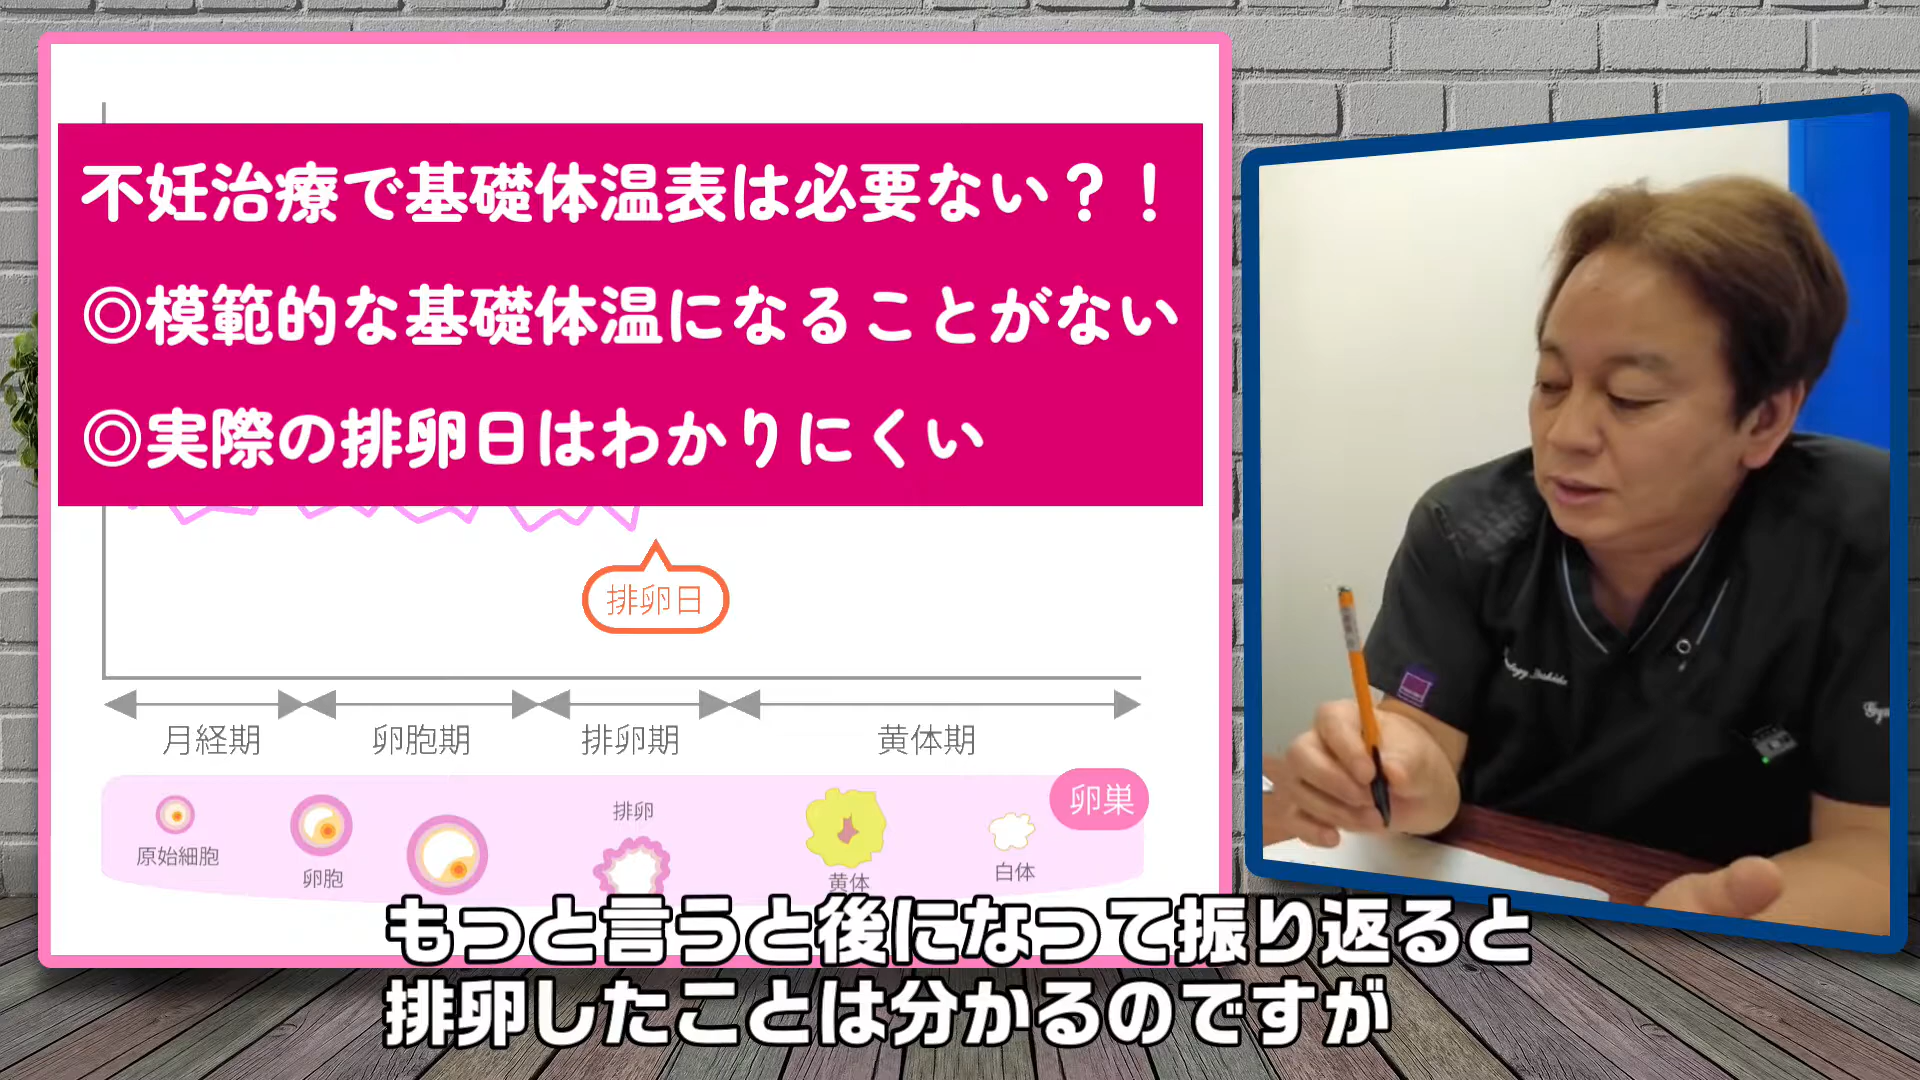 不妊治療で基礎体温表は必要ない？！
◎模範的な基礎体温になることがない
◎実際の排卵日はわかりにくい
排卵日
月経期
卵胞期
排卵期
黄体期
卵巣
排卵
原始細胞
卵胞
黄体
白体
もっと言うと後になって振り返ると
排卵したことは分かるのですが